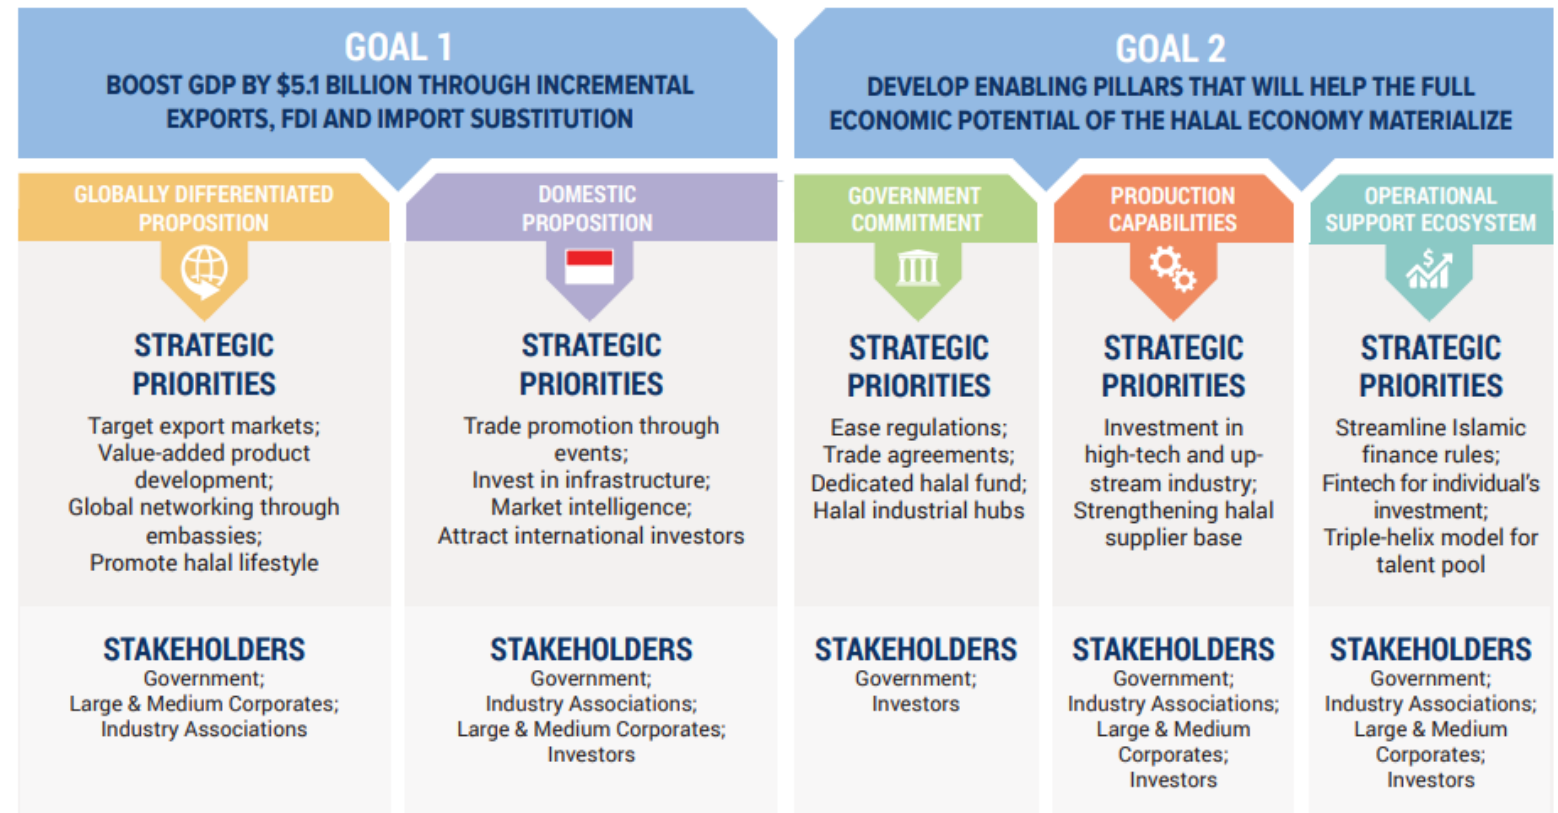 GOAL 1
BOOST GDP BY $5.1 BILLION THROUGH INCREMENTAL
EXPORTS, FDI AND IMPORT SUBSTITUTION
GLOBALLY DIFFERENTIATED
PROPOSITION
STRATEGIC
PRIORITIES
Target export markets;
Value-added product
development;
Global networking through
embassies;
Promote halal lifestyle
STAKEHOLDERS
Government;
Large & Medium Corporates;
Industry Associations
DOMESTIC
PROPOSITION
STRATEGIC
PRIORITIES
Trade promotion through
events;
Invest in infrastructure;
Market intelligence;
Attract international investors
STAKEHOLDERS
Government;
Industry Associations;
Large & Medium Corporates;
Investors
GOAL 2
DEVELOP ENABLING PILLARS THAT WILL HELP THE FULL
ECONOMIC POTENTIAL OF THE HALAL ECONOMY MATERIALIZE
GOVERNMENT
COMMITMENT
STRATEGIC
PRIORITIES
Ease regulations;
Trade agreements;
Dedicated halal fund;
Halal industrial hubs
STAKEHOLDERS
Government;
Investors
PRODUCTION
CAPABILITIES
STRATEGIC
PRIORITIES
Investment in
high-tech and up-
stream industry;
Strengthening halal
supplier base
STAKEHOLDERS
Government;
Industry Associations;
Large & Medium
Corporates;
Investors
OPERATIONAL
SUPPORT ECOSYSTEM
$
STRATEGIC
PRIORITIES
Streamline Islamic
finance rules;
Fintech for individual's
investment;
Triple-helix model for
talent pool
STAKEHOLDERS
Government;
Industry Associations;
Large & Medium
Corporates;
Investors